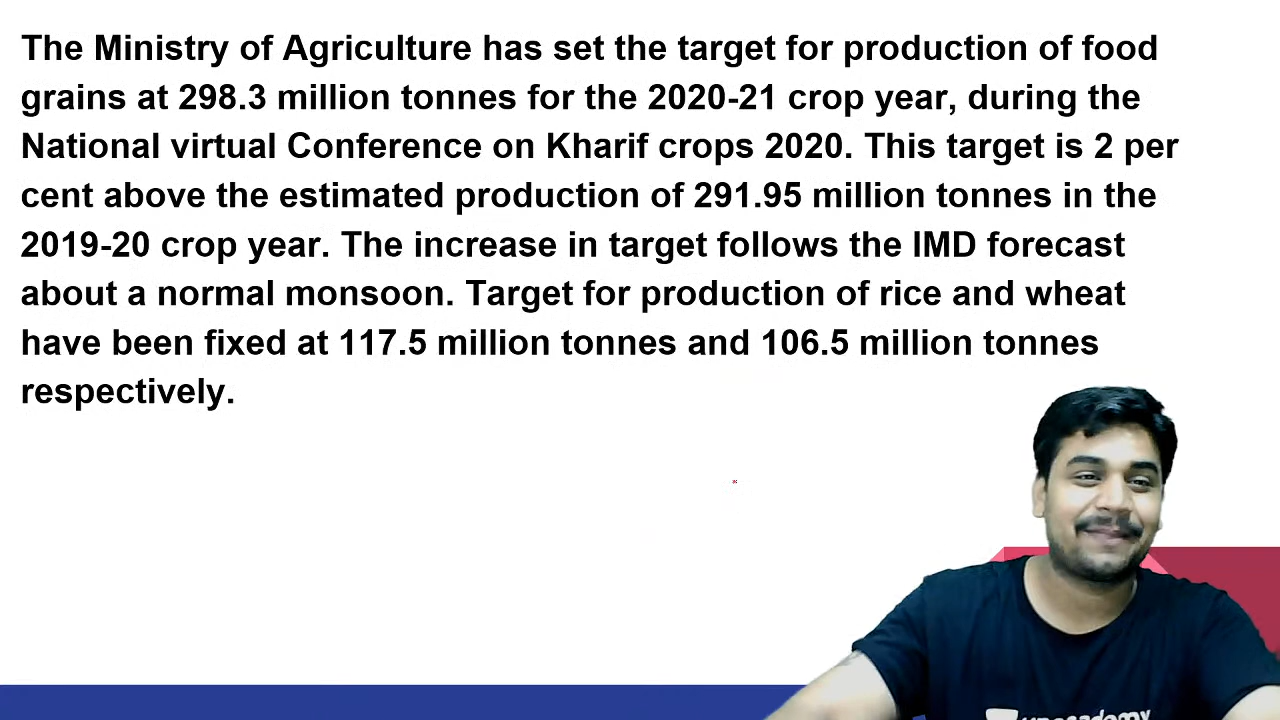 The Ministry of Agriculture has set the target for production of food
grains at 298.3 million tonnes for the 2020-21 crop year, during the
National virtual Conference on Kharif crops 2020. This target is 2 per
cent above the estimated production of 291.95 million tonnes in the
2019-20 crop year. The increase in target follows the IMD forecast
about a normal monsoon. Target for production of rice and wheat
have been fixed at 117.5 million tonnes and 106.5 million tonnes
respectively.